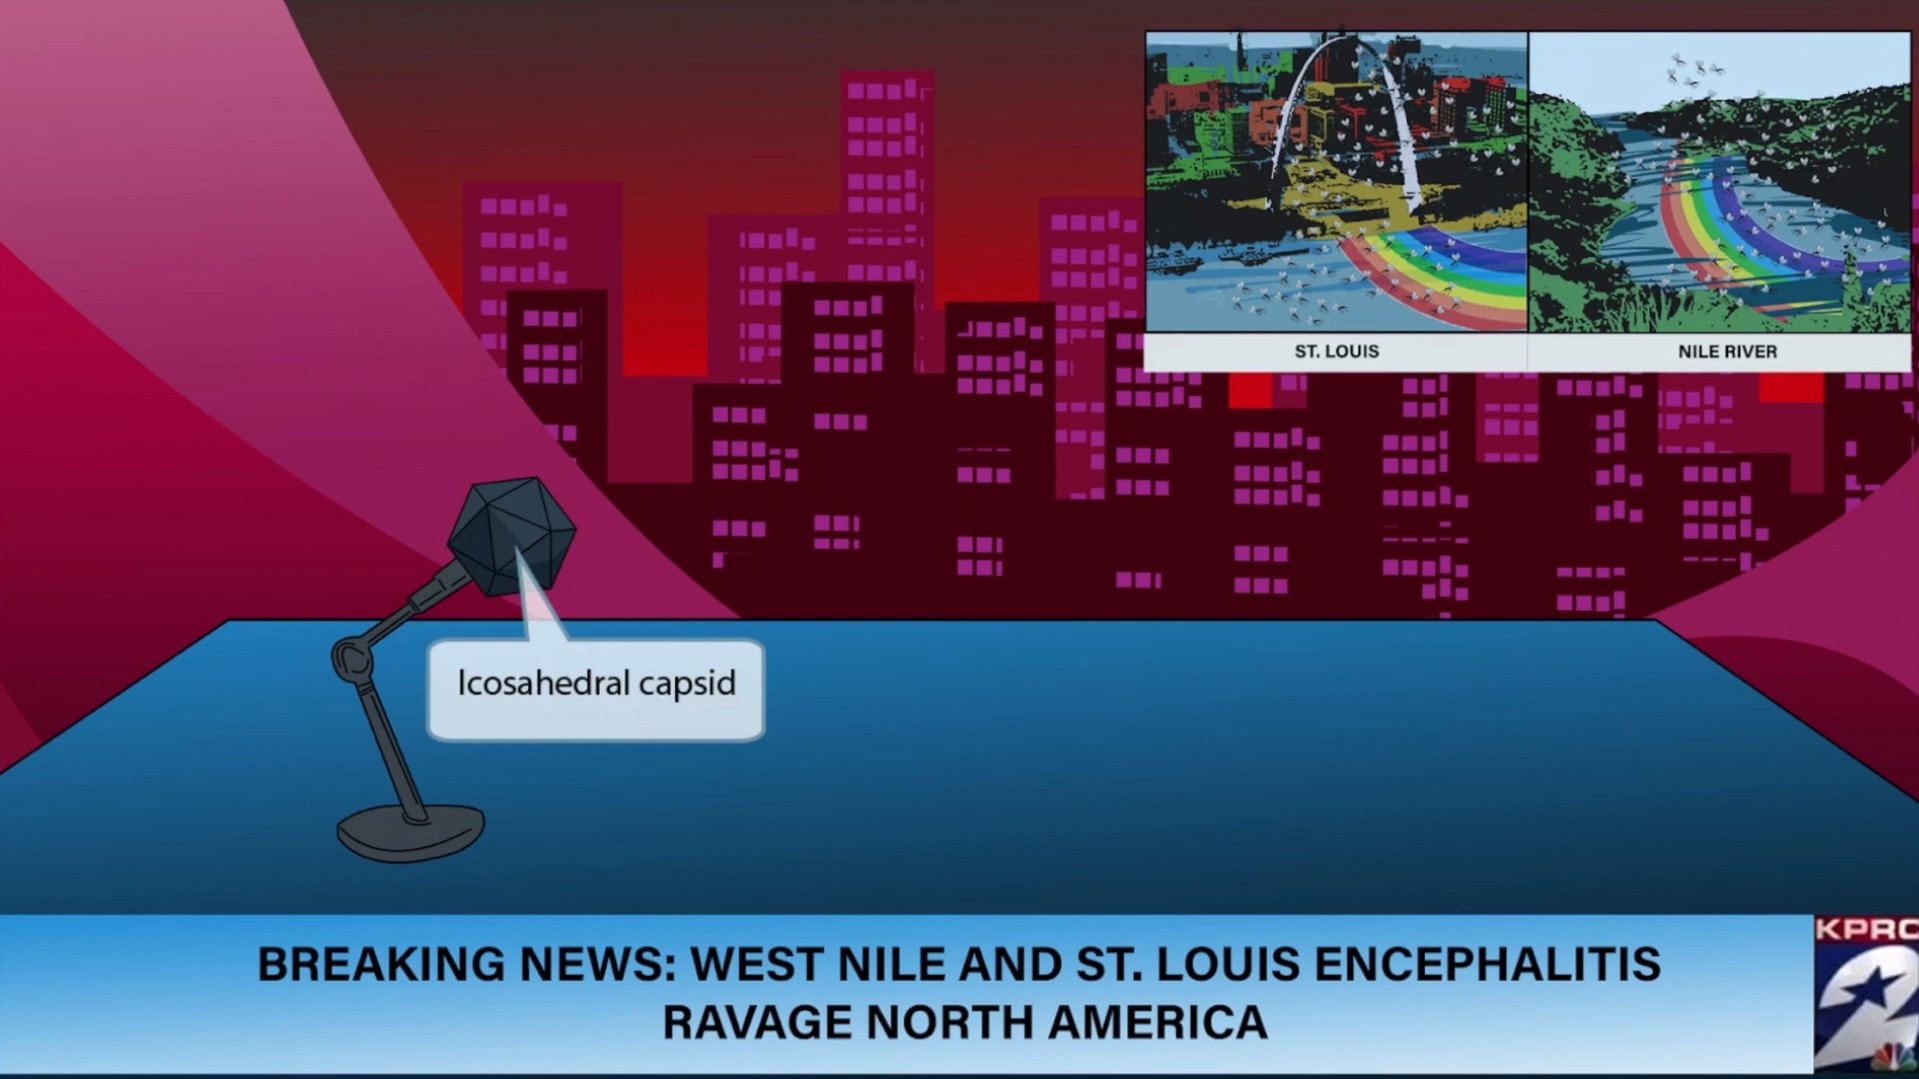 ST. LOUIS
NILE RIVER
Icosahedral capsid
BREAKING NEWS: WEST NILE AND ST. LOUIS ENCEPHALITIS
RAVAGE NORTH AMERICA
KPRC
2